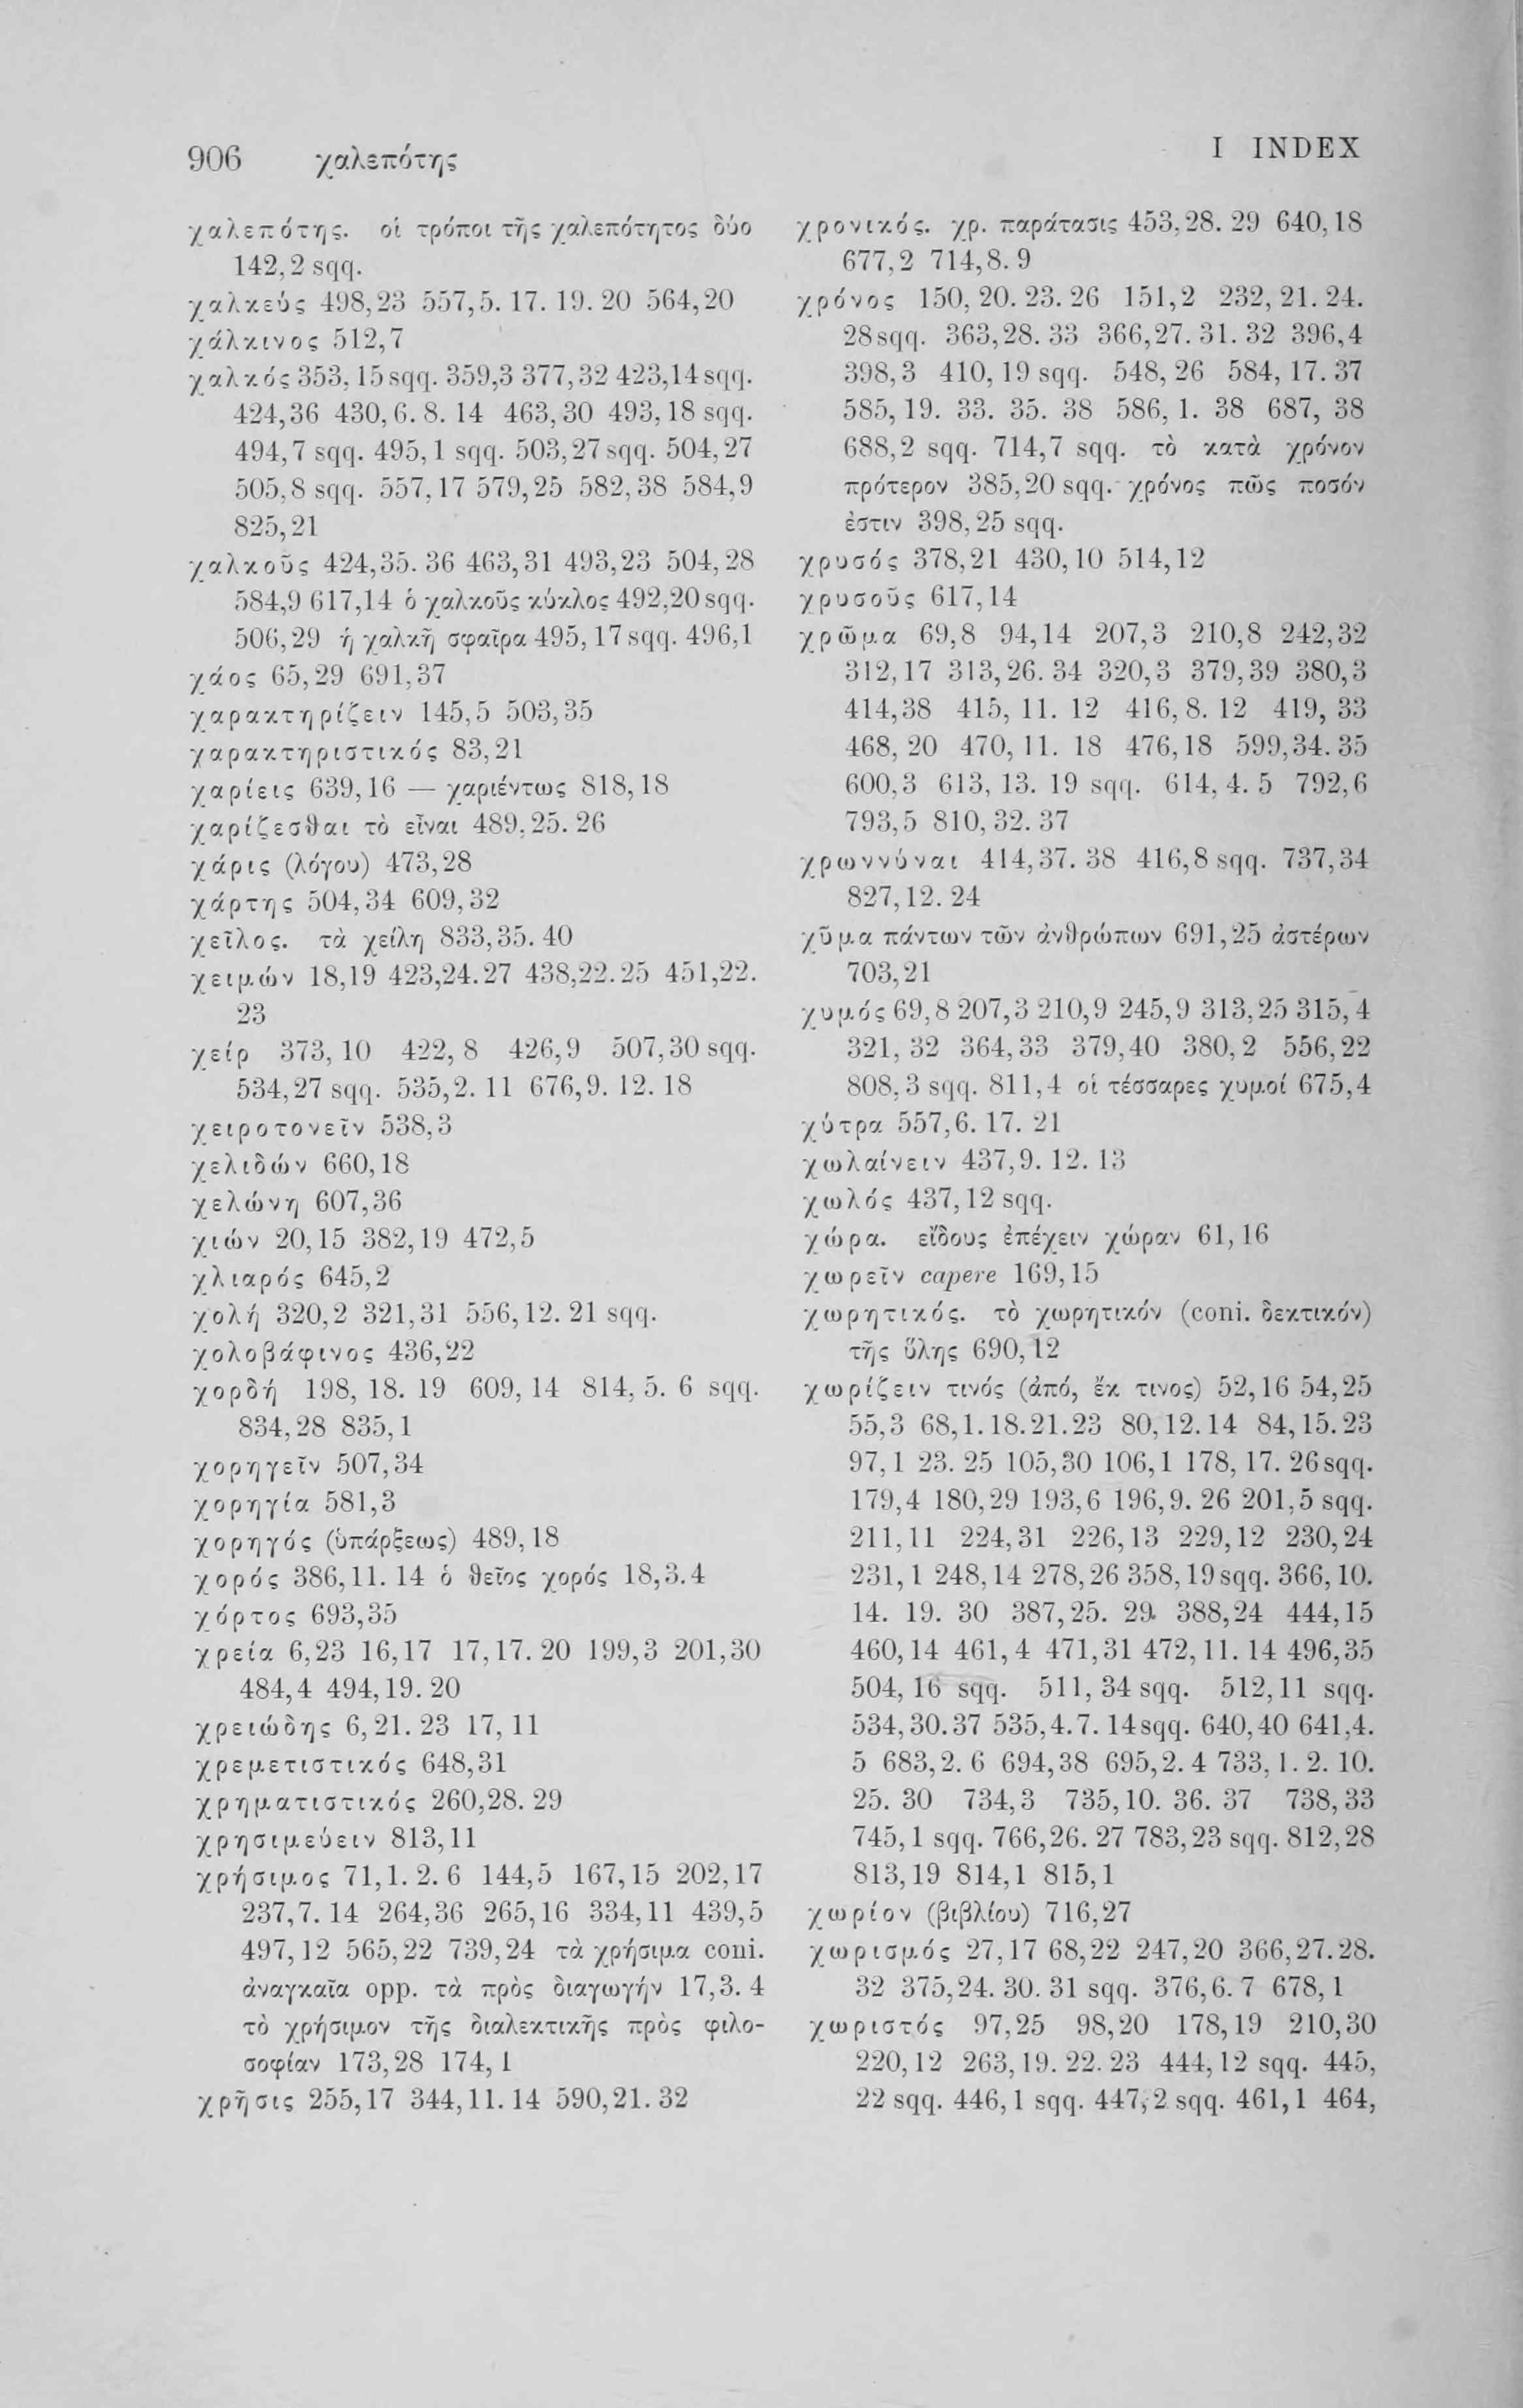 906 χαλεπότης
I INDEX
χαλεπότης. οἱ τρόποι τῆς χαλεπότητος δύο
142,2 sqq.
χαλκεύς 498,23 557,5. 17. 19. 20 564,20
χάλκινος 512,7
χαλκός 353, 15 sqq. 359,3 377,32 423,14 sqq.
424,36 430,6. 8. 14 463,30 493,18 sqq.
494,7 sqq. 495,1 sqq. 503,27 sqq. 504,27
505,8 sqq. 557,17 579,25 582,38 584,9
825,21
χαλκοῦς 424,35. 36 463,31 493,23 504,28
584,9 617,14 ὁ χαλκοῦς κύκλος 492,20 sqq.
506,29 ἡ χαλκῆ σφαῖρα 495,17 sqq. 496,1
χάος 65,29 691,37
χαρακτηρίζειν 145,5 503,35
χαρακτηριστικός 83,21
χαρίεις 639,16 — χαριέντως 818,18
χαρίζεσθαι τὸ εἶναι 489,25. 26
χάρις (λόγου) 473,28
χάρτης 504,34 609,32
χεῖλος. τὰ χείλη 833,35. 40
χειμών 18,19 423,24.27 438,22.25 451,22.
23
χείρ 373,10 422,8 426,9 507,30 sqq.
534,27 sqq. 535,2. 11 676,9. 12. 18
χειροτονεῖν 538,3
χελιδών 660,18
χελώνη 607,36
χιών 20,15 382,19 472,5
χλιαρός 645,2
χολή 320,2 321,31 556,12. 21 sqq.
χολοβάφινος 436,22
χορδή 198, 18. 19 609, 14 814, 5. 6 sqq.
834,28 835,1
χορηγεῖν 507,34
χορηγία 581,3
χορηγός (ὑπάρξεως) 489,18
χορός 386,11. 14 ὁ θεῖος χορός 18,3.4
χόρτος 693,35
χρεία 6,23 16,17 17,17. 20 199,3 201,30
484,4 494,19. 20
χρειώδης 6,21. 23 17,11
χρεμετιστικός 648,31
χρηματιστικός 260,28. 29
χρησιμεύειν 813,11
χρήσιμος 71,1. 2. 6 144,5 167,15 202,17
237,7. 14 264,36 265,16 334,11 439,5
497,12 565,22 739,24 τὰ χρήσιμα coni.
ἀναγκαῖα opp. τὰ πρὸς διαγωγήν 17,3. 4
τὸ χρήσιμον τῆς διαλεκτικῆς πρὸς φιλο-
σοφίαν 173,28 174,1
χρῆσις 255,17 344,11. 14 590,21. 32
χρονικός. χρ. παράτασις 453,28. 29 640,18
677,2 714,8. 9
χρόνος 150, 20. 23. 26 151,2 232, 21. 24.
28 sqq. 363,28. 33 366,27. 31. 32 396,4
398,3 410, 19 sqq. 548, 26 584, 17. 37
585, 19. 33. 35. 38 586, 1. 38 687, 38
688,2 sqq. 714,7 sqq. τὸ κατὰ χρόνον
πρότερον 385,20 sqq. χρόνος πῶς ποσόν
ἐστιν 398,25 sqq.
χρυσός 378,21 430,10 514,12
χρυσοῦς 617,14
χρῶμα 69,8 94,14 207,3 210,8 242,32
312,17 313,26. 34 320,3 379,39 380,3
414,38 415, 11. 12 416,8. 12 419, 33
468, 20 470, 11. 18 476,18 599,34. 35
600,3 613, 13. 19 sqq. 614, 4. 5 792,6
793,5 810,32. 37
χρωννύναι 414,37. 38 416,8 sqq. 737,34
827,12. 24
χῦμα πάντων τῶν ἀνθρώπων 691,25 ἀστέρων
703,21
χυμός 69,8 207,3 210,9 245,9 313,25 315,4
321, 32 364,33 379,40 380,2 556,22
808,3 sqq. 811,4 οἱ τέσσαρες χυμοί 675,4
χύτρα 557,6. 17. 21
χωλαίνειν 437,9. 12. 13
χωλός 437,12 sqq.
χώρα. εἴδους ἐπέχειν χώραν 61,16
χωρεῖν capere 169,15
χωρητικός. τὸ χωρητικόν (coni. δεκτικόν)
τῆς ὕλης 690,12
χωρίζειν τινός (ἀπό, ἔκ τινος) 52,16 54,25
55,3 68,1. 18.21.23 80,12.14 84,15.23
97,1 23. 25 105,30 106,1 178, 17. 26 sqq.
179,4 180,29 193,6 196,9. 26 201,5 sqq.
211,11 224,31 226,13 229,12 230,24
231,1 248,14 278,26 358,19 sqq. 366,10.
14. 19. 30 387,25. 29. 388,24 444,15
460,14 461,4 471,31 472,11. 14 496,35
504, 16 sqq. 511, 34 sqq. 512,11 sqq.
534,30.37 535,4.7. 14 sqq. 640,40 641,4.
5 683,2. 6 694,38 695,2. 4 733,1. 2. 10.
25. 30 734,3 735,10. 36. 37 738,33
745,1 sqq. 766,26. 27 783,23 sqq. 812,28
813,19 814,1 815,1
χωρίον (βιβλίου) 716,27
χωρισμός 27,17 68,22 247,20 366,27.28.
32 375,24. 30. 31 sqq. 376,6. 7 678,1
χωριστός 97,25 98,20 178,19 210,30
220,12 263,19. 22. 23 444,12 sqq. 445,
22 sqq. 446,1 sqq. 447,2 sqq. 461,1 464,